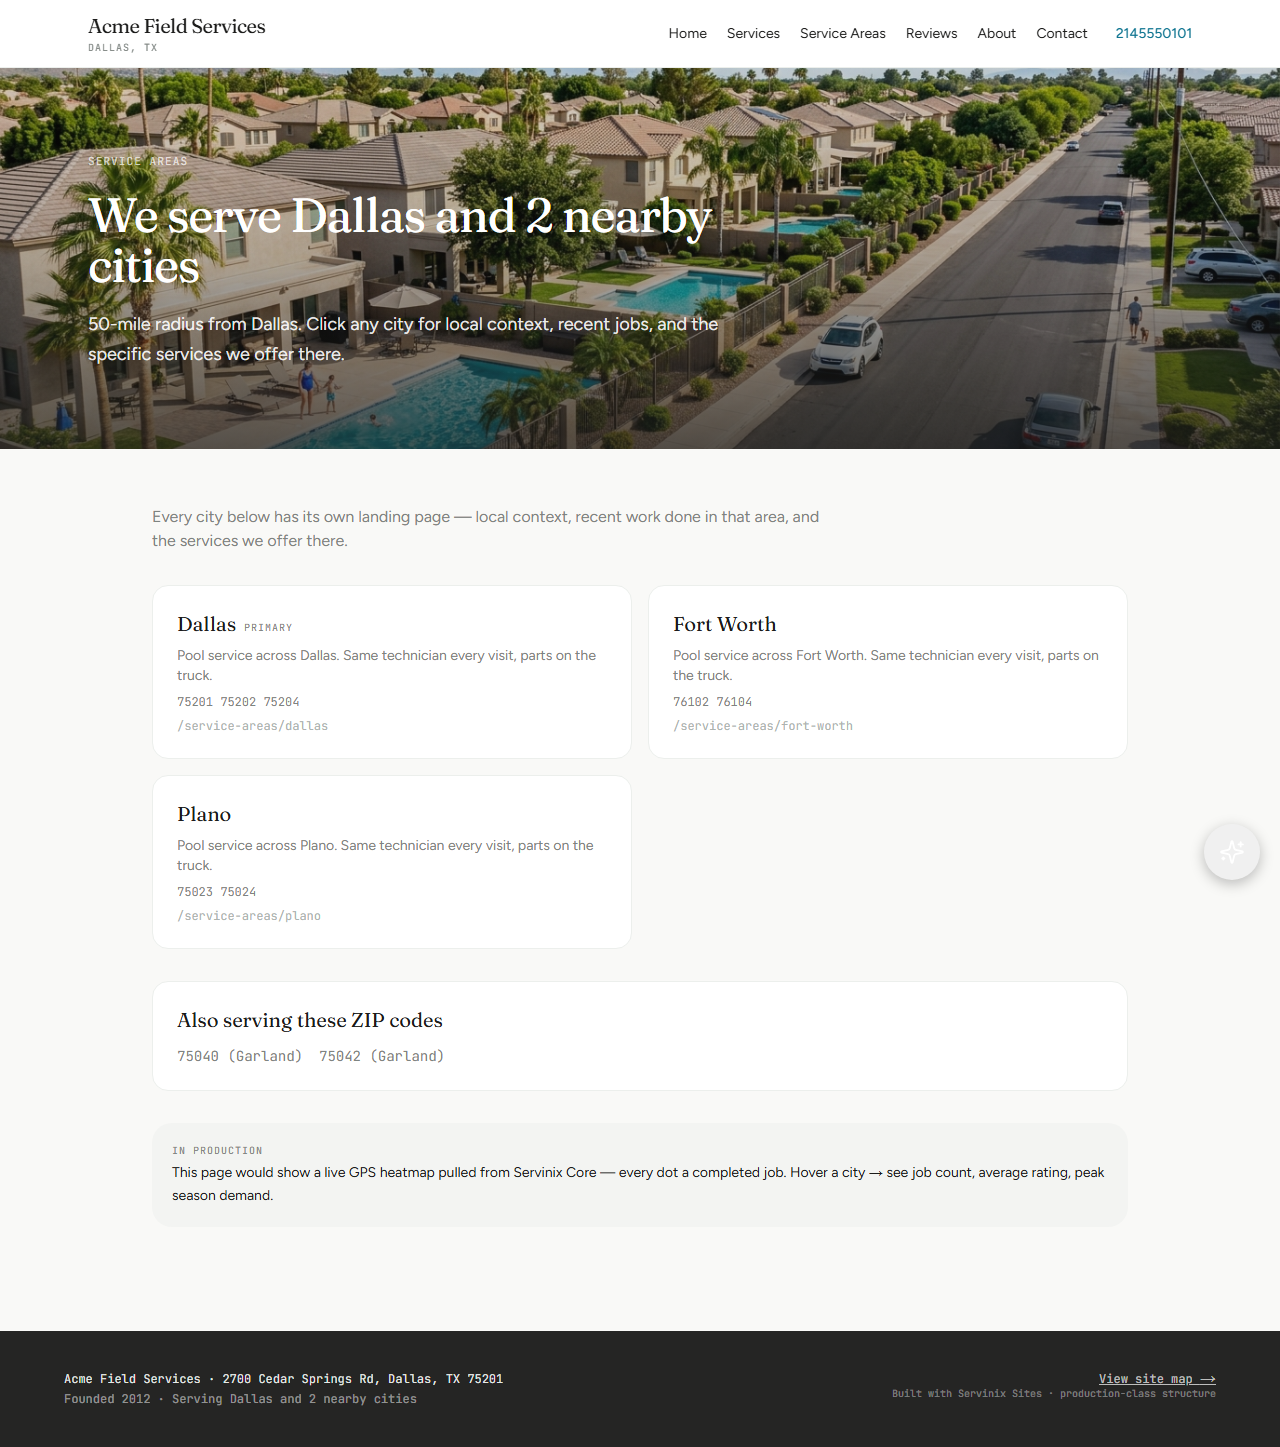 Acme Field Services
DALLAS, TX
Home Services Service Areas Reviews About Contact 2145550101
SERVICE AREAS
We serve Dallas and 2 nearby
cities
50-mile radius from Dallas. Click any city for local context, recent jobs, and the
specific services we offer there.
Every city below has its own landing page — local context, recent work done in that area, and
the services we offer there.
Dallas PRIMARY
Pool service across Dallas. Same technician every visit, parts on the
truck.
75201 75202 75204
/service-areas/dallas
Fort Worth
Pool service across Fort Worth. Same technician every visit, parts on
the truck.
76102 76104
/service-areas/fort-worth
Plano
Pool service across Plano. Same technician every visit, parts on the
truck.
75023 75024
/service-areas/plano
Also serving these ZIP codes
75040 (Garland) 75042 (Garland)
IN PRODUCTION
This page would show a live GPS heatmap pulled from Servinix Core — every dot a completed job. Hover a city → see job count, average rating, peak
season demand.
Acme Field Services · 2700 Cedar Springs Rd, Dallas, TX 75201
Founded 2012 · Serving Dallas and 2 nearby cities
View site map →
Built with Servinix Sites · production-class structure